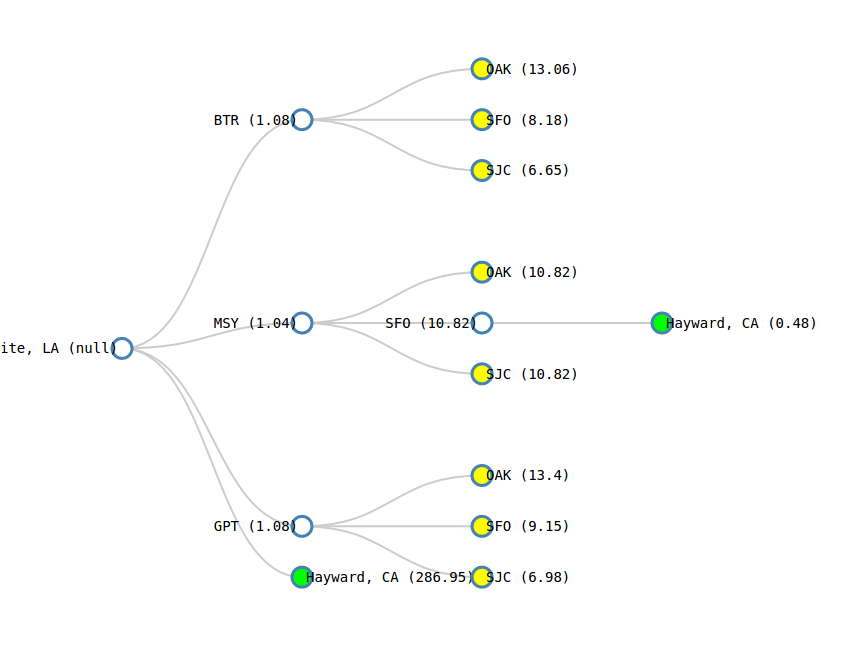 OAK (13.06)
BTR (1.08)
SFO (8.18)
SJC (6.65)
OAK (10.82)
MSY (1.04)
SFO (10.82)
Hayward, CA (0.48)
ite, LA (null)
SJC (10.82)
OAK (13.4)
GPT (1.08)
SFO (9.15)
Hayward, CA (286.95)
SJC (6.98)